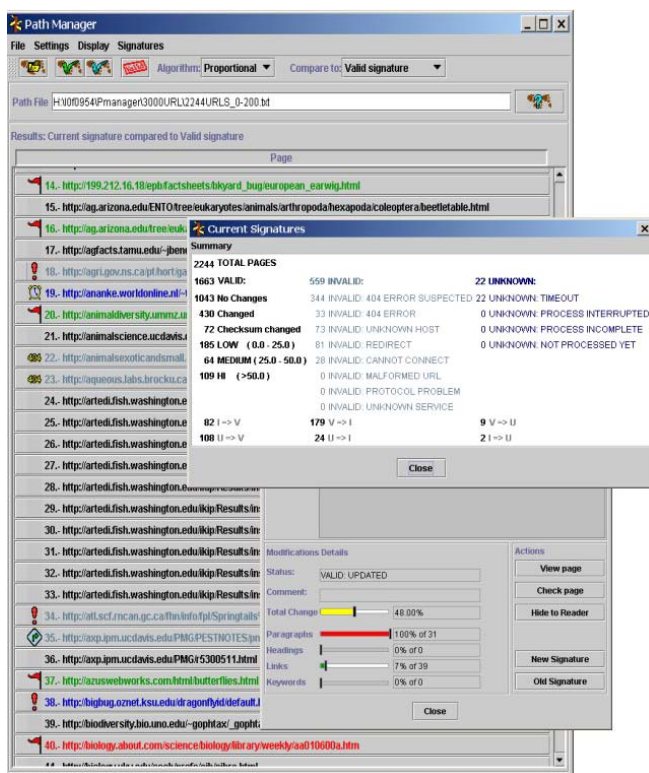 Path Manager
File Settings Display Signatures
Algorithm: Proportional Compare to: Valid signature
Path File H:\I0f0954\Pmanager\3000URL\2244URLS_0-200.txt
Results: Current signature compared to Valid signature
Page
14.- http://199.212.16.18/epb/factsheets/bkyard_bug/european_earwig.html
15.- http://ag.arizona.edu/ENTO/tree/eukaryotes/animals/arthropoda/hexapoda/coleoptera/beetletable.html
16.- http://ag.arizona.edu/tree/euk
17.- http://agfacts.tamu.edu/~jben
18.- http://agri.gov.ns.ca/pt/hort/ga
19.- http://ananke.worldonline.nl/~
20.- http://animaldiversity.ummz.u
21.- http://animalscience.ucdavis.
22.- http://animalsexoticandsmall.
23.- http://aqueous.labs.brocku.ca
24.- http://artedi.fish.washington.e
25.- http://artedi.fish.washington.e
26.- http://artedi.fish.washington.e
27.- http://artedi.fish.washington.e
28.- http://artedi.fish.washington.edu/ikip/Results/in
29.- http://artedi.fish.washington.edu/ikip/Results/ins
30.- http://artedi.fish.washington.edu/ikip/Results/ins
31.- http://artedi.fish.washington.edu/ikip/Results/in
32.- http://artedi.fish.washington.edu/ikip/Results/in
33.- http://artedi.fish.washington.edu/ikip/Results/ins
34.- http://atl.scf.rncan.gc.ca/fhn/info/fpl/Springtails
35.- http://axp.ipm.ucdavis.edu/PMG/PESTNOTES/pn
36.- http://axp.ipm.ucdavis.edu/PMG/r5300511.html
37.- http://azuswebworks.com/html/butterflies.html
38.- http://bigbug.oznet.ksu.edu/dragonflyid/default.l
39.- http://biodiversity.bio.uno.edu/~gophtax/_gophta
40.- http://biology.about.com/science/biology/library/weekly/aa010600a.htm
Current Signatures
Summary
2244 TOTAL PAGES
1663 VALID: 559 INVALID: 22 UNKNOWN:
1043 No Changes 344 INVALID: 404 ERROR SUSPECTED 22 UNKNOWN: TIMEOUT
430 Changed 33 INVALID: 404 ERROR 0 UNKNOWN: PROCESS INTERRUPTED
72 Checksum changed 73 INVALID: UNKNOWN HOST 0 UNKNOWN: PROCESS INCOMPLETE
185 LOW (0.0 - 25.0) 81 INVALID: REDIRECT 0 UNKNOWN: NOT PROCESSED YET
64 MEDIUM (25.0 - 50.0) 28 INVALID: CANNOT CONNECT
109 HI (>50.0) 0 INVALID: MALFORMED URL
0 INVALID: PROTOCOL PROBLEM
0 INVALID: UNKNOWN SERVICE
82 I => V 179 V => I 9 V => U
108 U => V 24 U => I 2 I => U
Close
Modifications Details
Status: VALID: UPDATED
Comment:
Total Change 48.00%
Paragraphs 100% of 31
Headings 0% of 0
Links 7% of 39
Keywords 0% of 0
Actions
View page
Check page
Hide to Reader
New Signature
Old Signature
Close